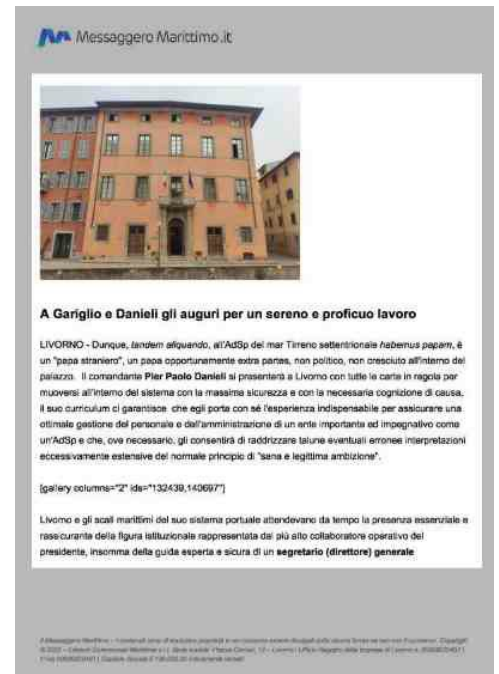 Messaggero Marittimo.it
A Gariglio e Danieli gli auguri per un sereno e proficuo lavoro
LIVORNO - Dunque, tandem aliquando, all'AdSp del mar Tirreno settentrionale habemus papam, è
un "papa straniero", un papa opportunamente extra partes, non politico, non cresciuto all'interno del
palazzo. Il comandante Pier Paolo Danieli si presenterà a Livorno con tutte le carte in regola per
muoversi all'interno del sistema con la massima sicurezza e con la necessaria cognizione di causa,
il suo curriculum ci garantisce che egli porta con sé l'esperienza indispensabile per assicurare una
ottimale gestione del personale e dell'amministrazione di un ente importante ed impegnativo come
un'AdSp e che, ove necessario, gli consentirà di raddrizzare talune eventuali erronee interpretazioni
eccessivamente estensive del normale principio di "sana e legittima ambizione".
[gallery columns="2" ids="132439,140697"]
Livorno e gli scali marittimi del suo sistema portuale attendevano da tempo la presenza essenziale e
rassicurante della figura istituzionale rappresentata dal più alto collaboratore operativo del
presidente, insomma della guida esperta e sicura di un segretario (direttore) generale